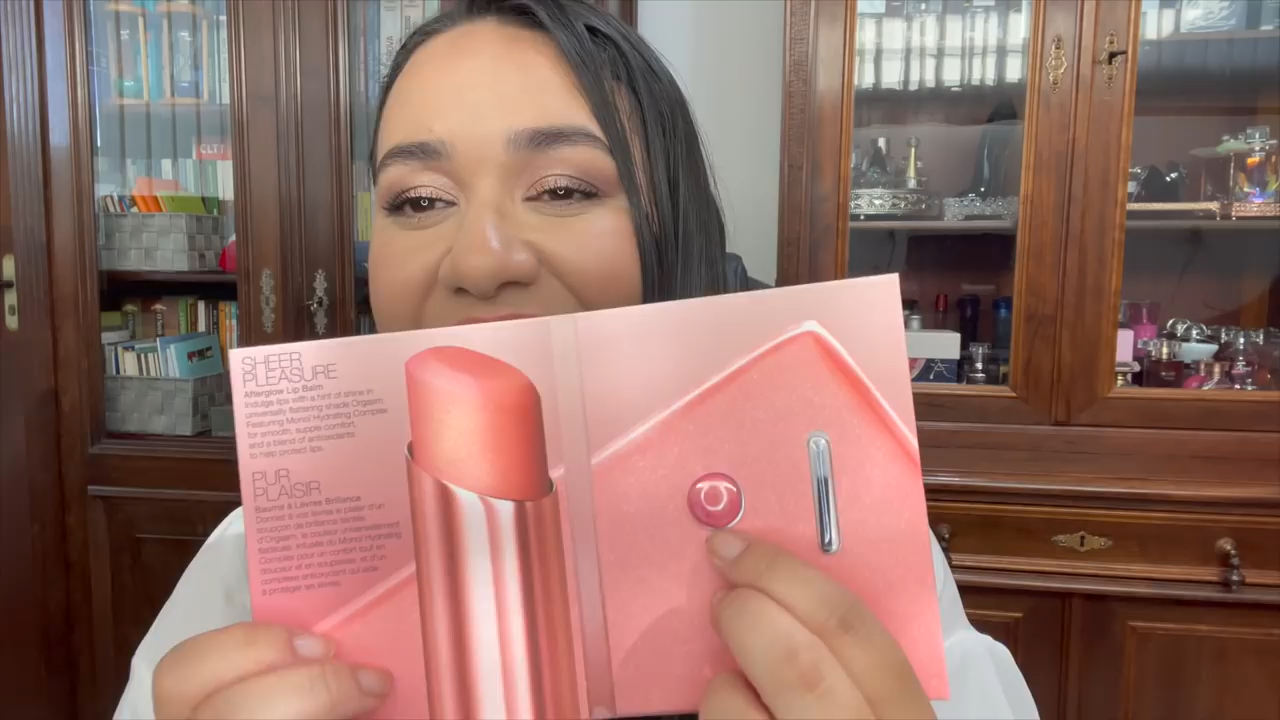 SHEER
PLEASURE
Afterglow Lip Balm
Indulge lips with a hint of shine in
universally flattering shade Orgasm.
Featuring Monoï Hydrating Complex
for smooth, supple comfort
and a blend of antioxidants
to help protect lips.
PUR
PLAISIR
Baume à Lèvres Brillance
Donnez à vos lèvres le plaisir d'un
soupçon de brillance teintée
d'Orgasm, la couleur universellement
flatteuse. Infusée du Monoï Hydrating
Complex pour un confort tout en
douceur et en souplesse, et d'un
complexe antioxydant qui aide
à protéger les lèvres.